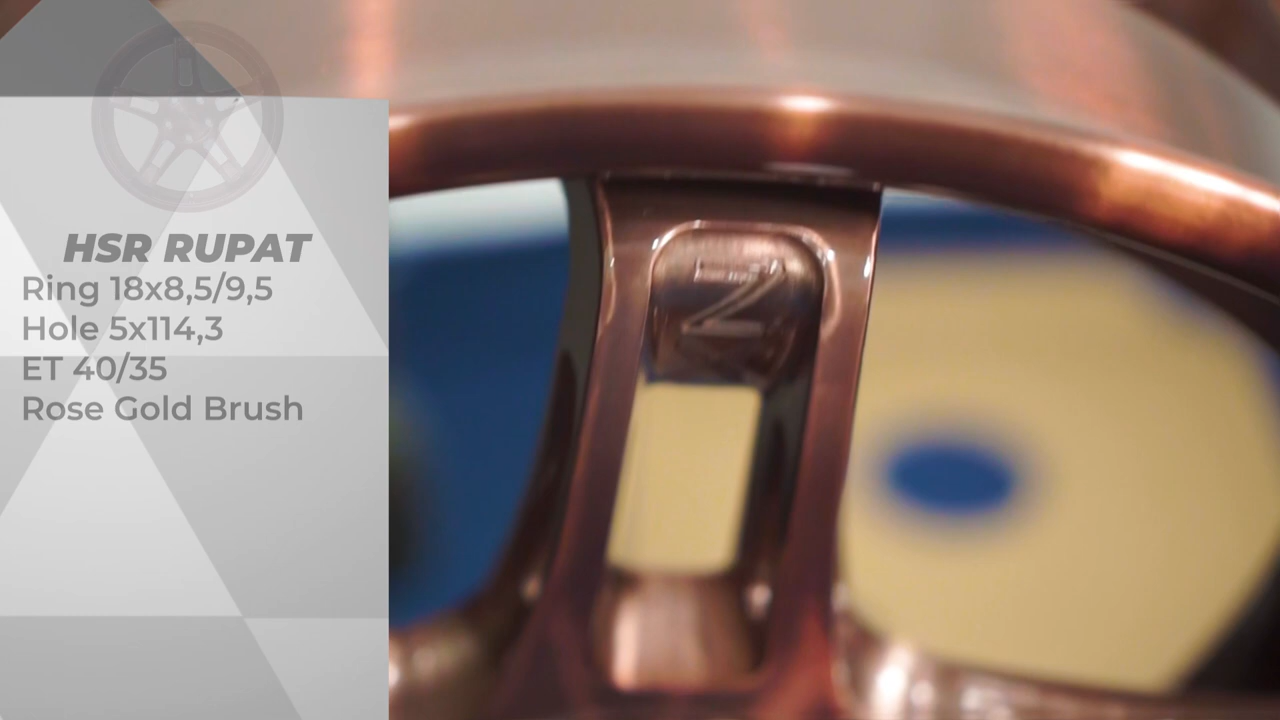 HSR RUPAT
Ring 18x8,5/9,5
Hole 5x114,3
ET 40/35
Rose Gold Brush